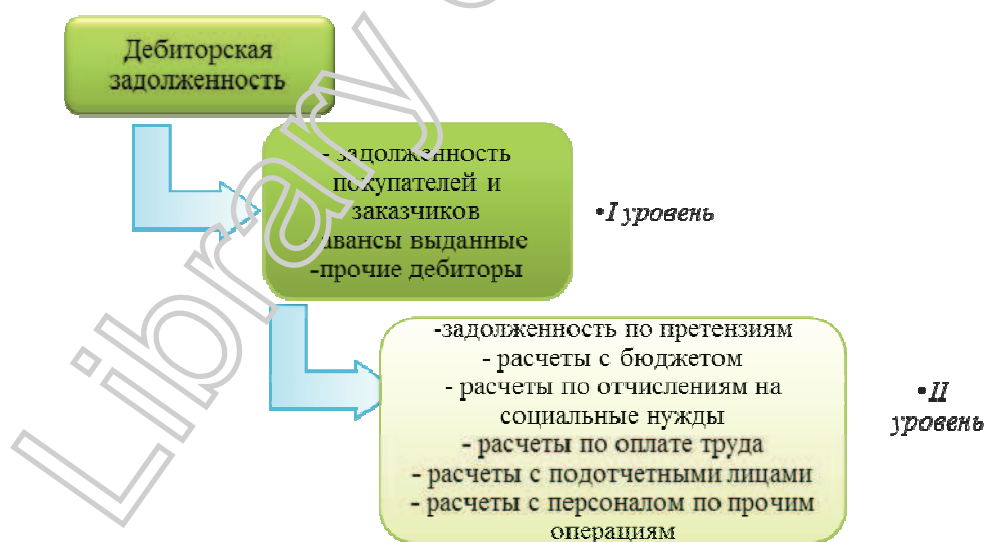 Дебиторская
задолженность
- задолженность
покупателей и
заказчиков
- авансы выданные
-прочие дебиторы
•I уровень
-задолженность по претензиям
- расчеты с бюджетом
- расчеты по отчислениям на
социальные нужды
- расчеты по оплате труда
- расчеты с подотчетными лицами
- расчеты с персоналом по прочим
операциям
•II
уровень
Library